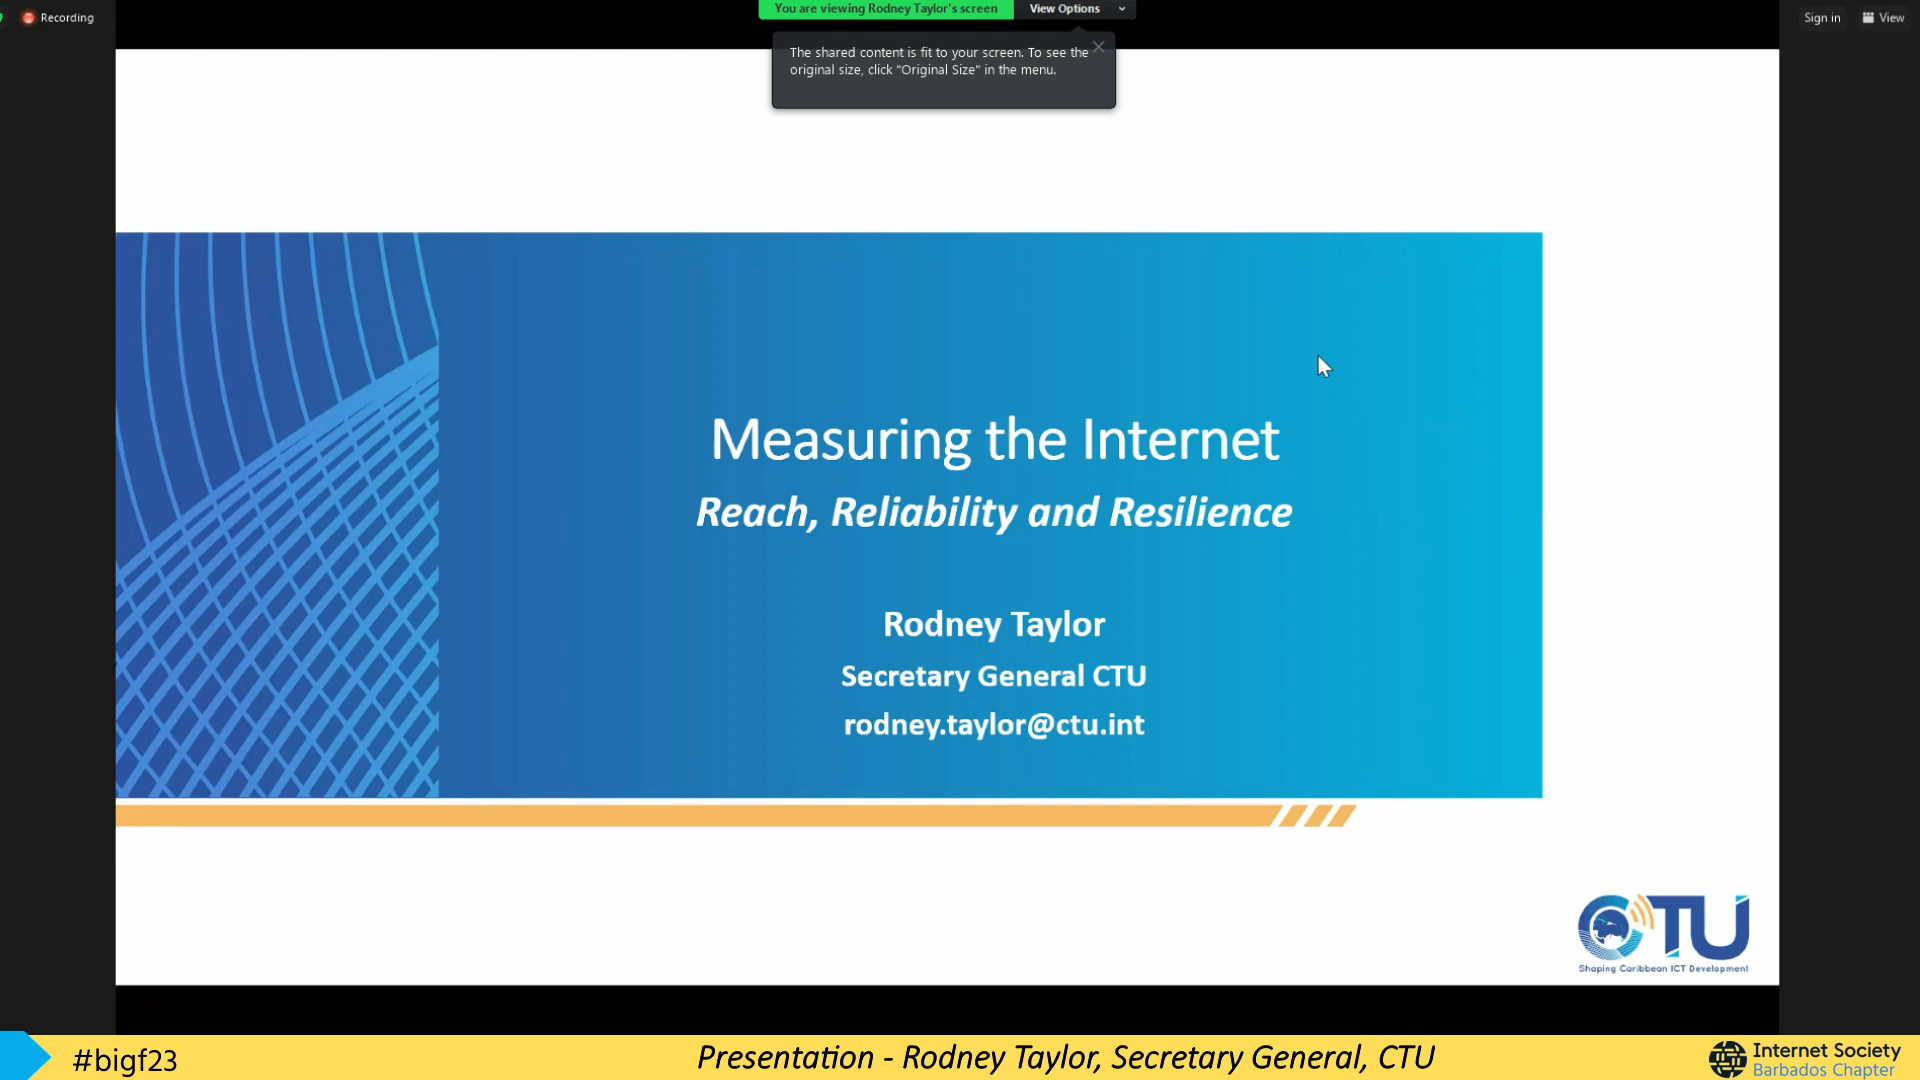 Recording
You are viewing Rodney Taylor's screen
View Options
Sign in
View
The shared content is fit to your screen. To see the
original size, click "Original Size" in the menu.
Measuring the Internet
Reach, Reliability and Resilience
Rodney Taylor
Secretary General CTU
rodney.taylor@ctu.int
CTU
Shaping Caribbean ICT Development
#bigf23
Presentation - Rodney Taylor, Secretary General, CTU
Internet Society
Barbados Chapter